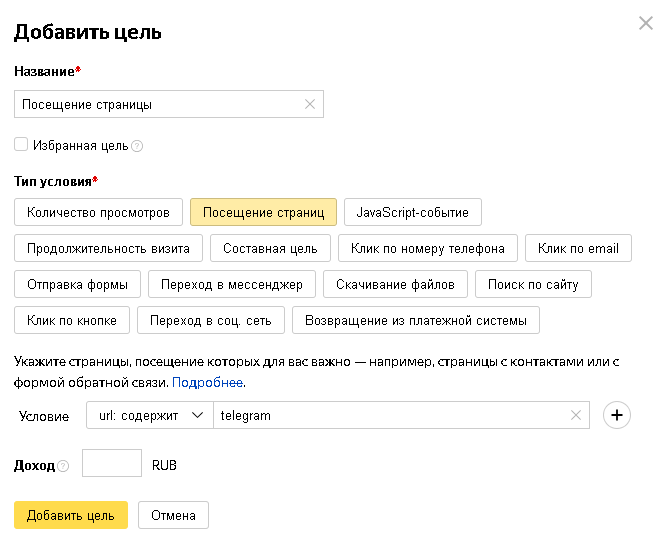 Добавить цель
Название*
Посещение страницы
Избранная цель
Тип условия*
Количество просмотров Посещение страниц JavaScript-событие
Продолжительность визита Составная цель Клик по номеру телефона Клик по email
Отправка формы Переход в мессенджер Скачивание файлов Поиск по сайту
Клик по кнопке Переход в соц. сеть Возвращение из платежной системы
Укажите страницы, посещение которых для вас важно — например, страницы с контактами или с
формой обратной связи. Подробнее.
Условие url: содержит telegram
Доход RUB
Добавить цель Отмена